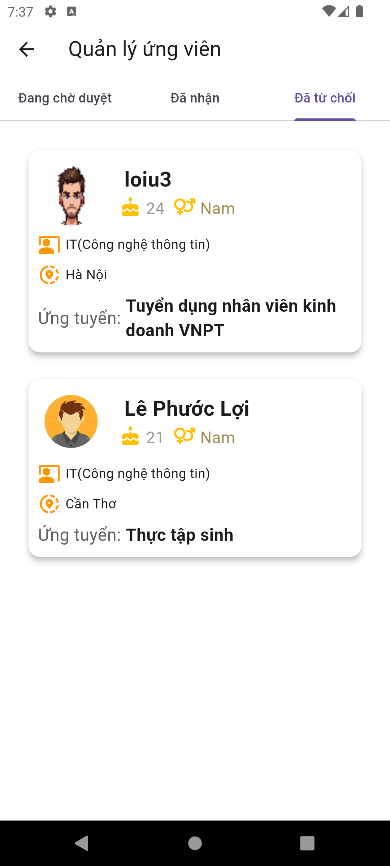 7:37
Quản lý ứng viên
Đang chờ duyệt Đã nhận Đã từ chối
loiu3
24 Nam
IT(Công nghệ thông tin)
Hà Nội
Ứng tuyển: Tuyển dụng nhân viên kinh
doanh VNPT
Lê Phước Lợi
21 Nam
IT(Công nghệ thông tin)
Cần Thơ
Ứng tuyển: Thực tập sinh